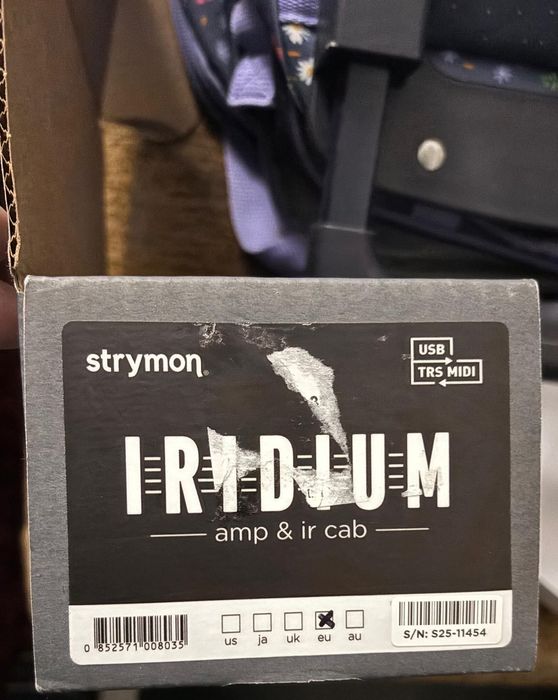 strymon
USB
TRS MIDI
IRIDIUM
amp & ir cab
us ja uk eu au
0 852571 008035
S/N: S25-11454